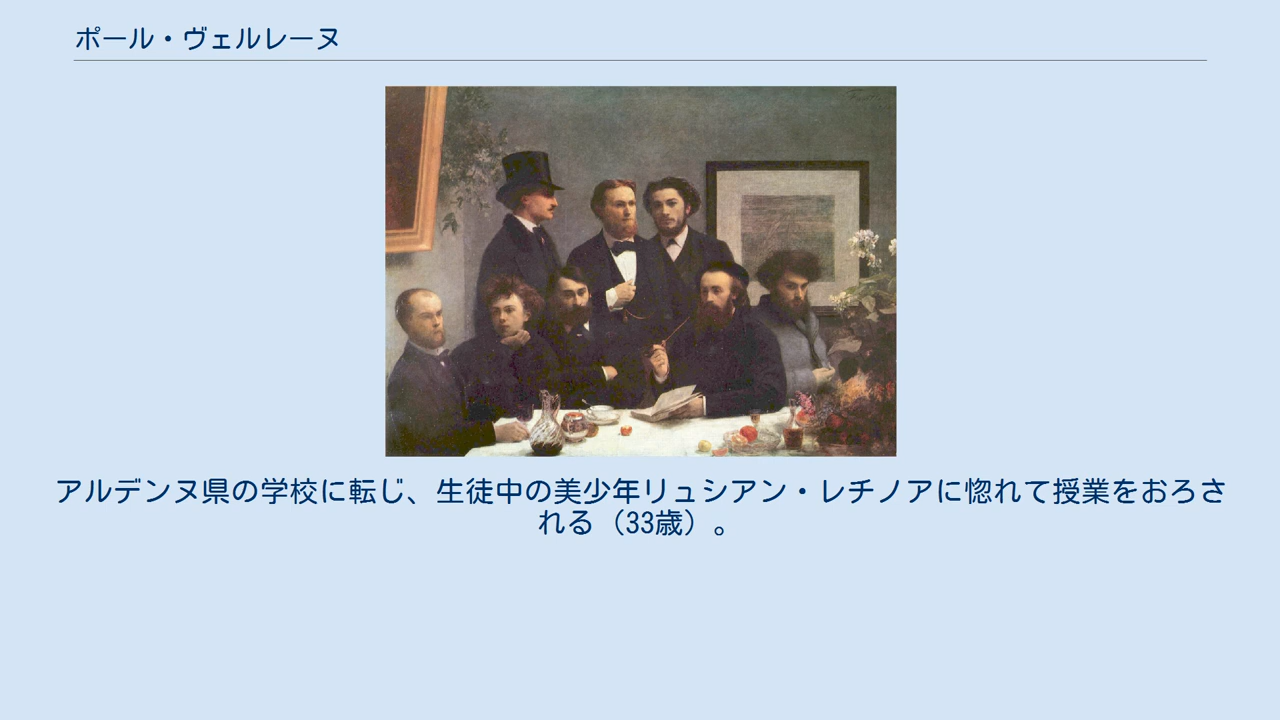 ポール・ヴェルレーヌ
アルデンヌ県の学校に転じ、生徒中の美少年リュシアン・レチノアに惚れて授業をおろさ
れる（33歳）。